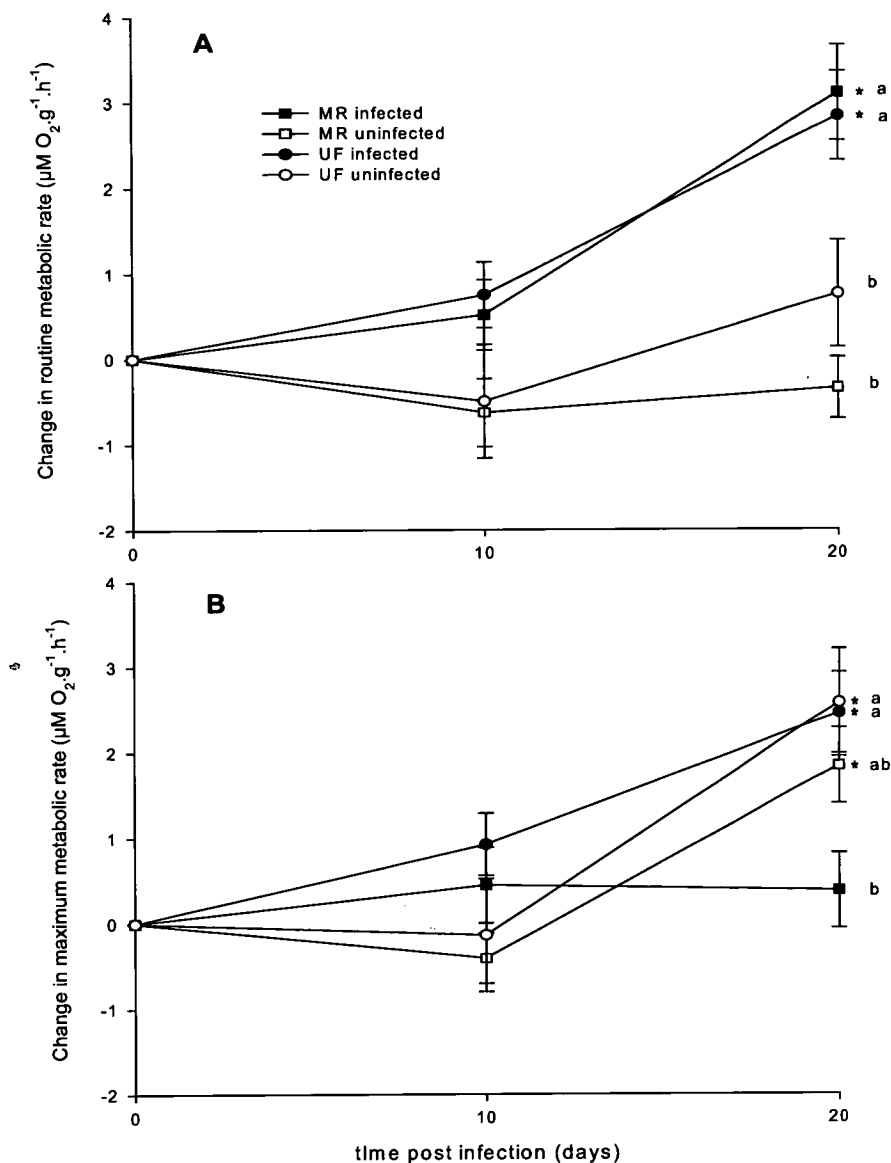 A
MR infected
MR uninfected
UF infected
UF uninfected
4
3
2
1
0
-1
-2
Change in routine metabolic rate (µM O₂.g⁻¹.h⁻¹)
* a
* a
b
b
0
10
20
B
4
3
2
1
0
-1
-2
Change in maximum metabolic rate (µM O₂.g⁻¹.h⁻¹)
* a
* a
* ab
b
0
10
20
tIme post infection (days)